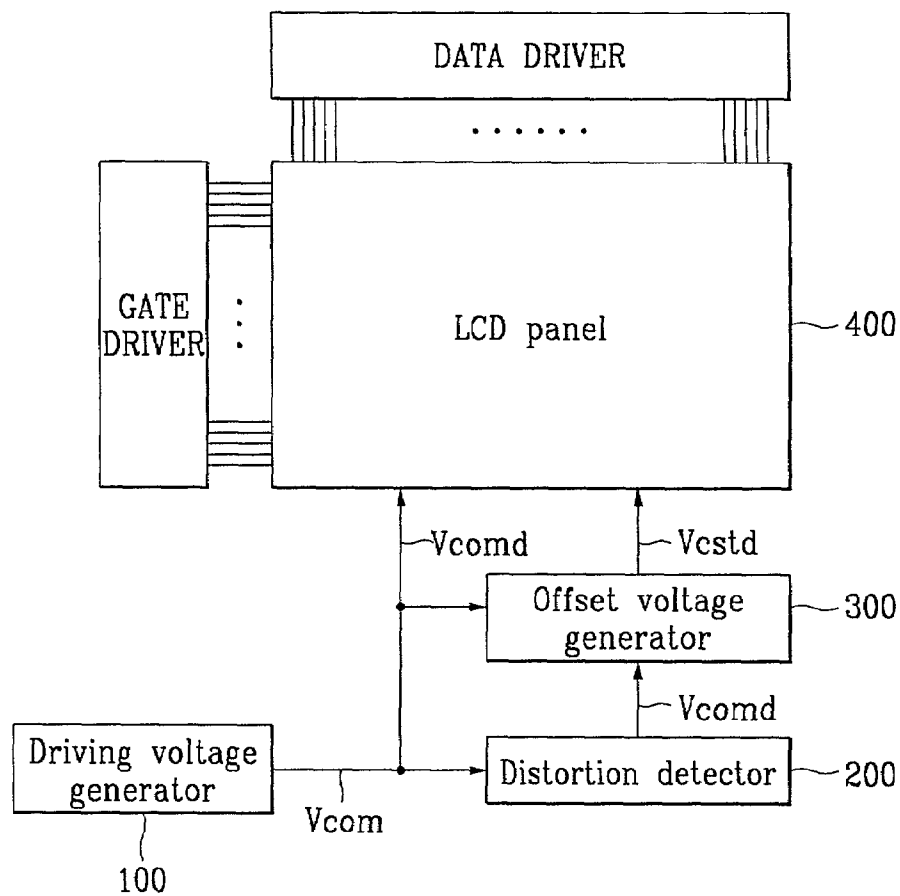 DATA DRIVER
GATE
DRIVER
LCD panel
400
Vcomd
Vcstd
Offset voltage
generator
300
Vcomd
Driving voltage
generator
Vcom
Distortion detector
200
100